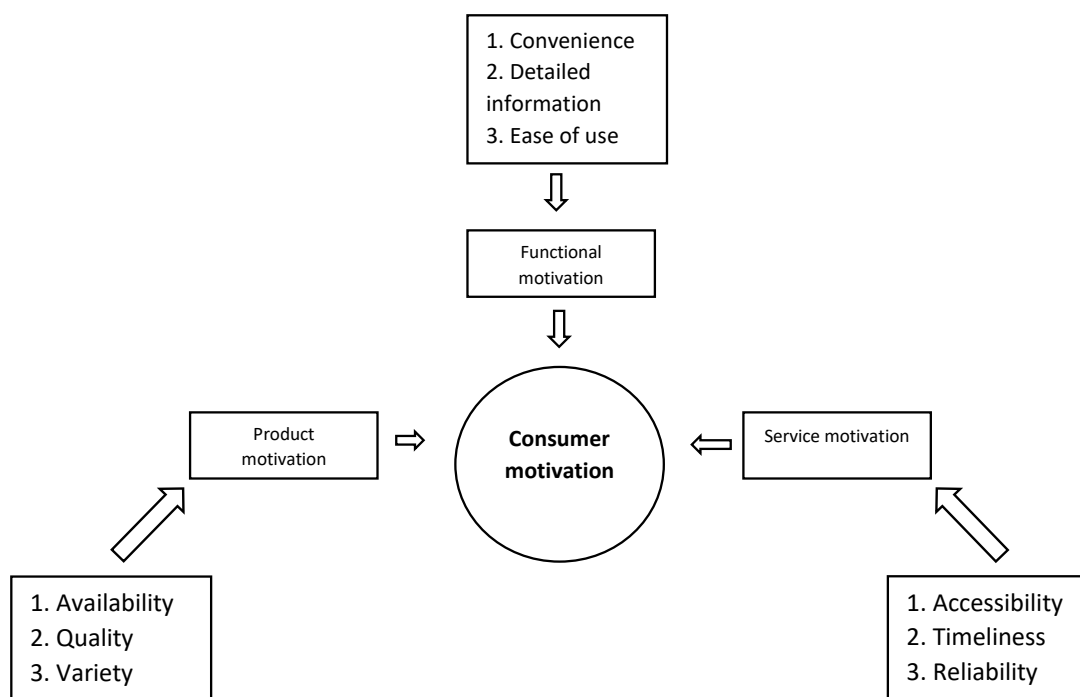 1. Convenience
2. Detailed
information
3. Ease of use
Functional
motivation
Product
motivation
Consumer
motivation
Service motivation
1. Availability
2. Quality
3. Variety
1. Accessibility
2. Timeliness
3. Reliability